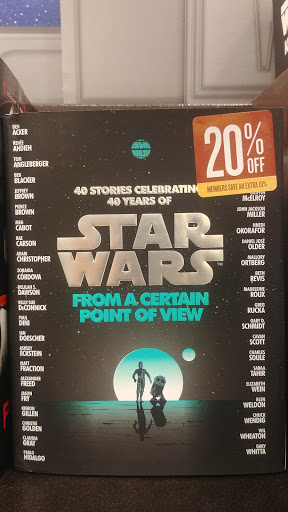 BEN
ACKER
RENÉE
AHDIEH
TOM
ANGLEBERGER
BEN
BLACKER
JEFFREY
BROWN
PIERCE
BROWN
MEG
CABOT
RAE
CARSON
ADAM
CHRISTOPHER
ZORAIDA
CÓRDOVA
DELILAH S.
DAWSON
KELLY SUE
DeCONNICK
PAUL
DINI
IAN
DOESCHER
ASHLEY
ECKSTEIN
MATT
FRACTION
ALEXANDER
FREED
JASON
FRY
KIERON
GILLEN
CHRISTIE
GOLDEN
CLAUDIA
GRAY
PABLO
HIDALGO
20%
OFF
MEMBERS SAVE AN EXTRA 10%
40 STORIES CELEBRATING
40 YEARS OF
STAR
WARS
FROM A CERTAIN
POINT OF VIEW
McELROY
JOHN JACKSON
MILLER
NNEDI
OKORAFOR
DANIEL JOSÉ
OLDER
MALLORY
ORTBERG
BETH
REVIS
MADELEINE
ROUX
GREG
RUCKA
GARY D.
SCHMIDT
CAVAN
SCOTT
CHARLES
SOULE
SABAA
TAHIR
ELIZABETH
WEIN
GLEN
WELDON
CHUCK
WENDIG
WIL
WHEATON
GARY
WHITTA